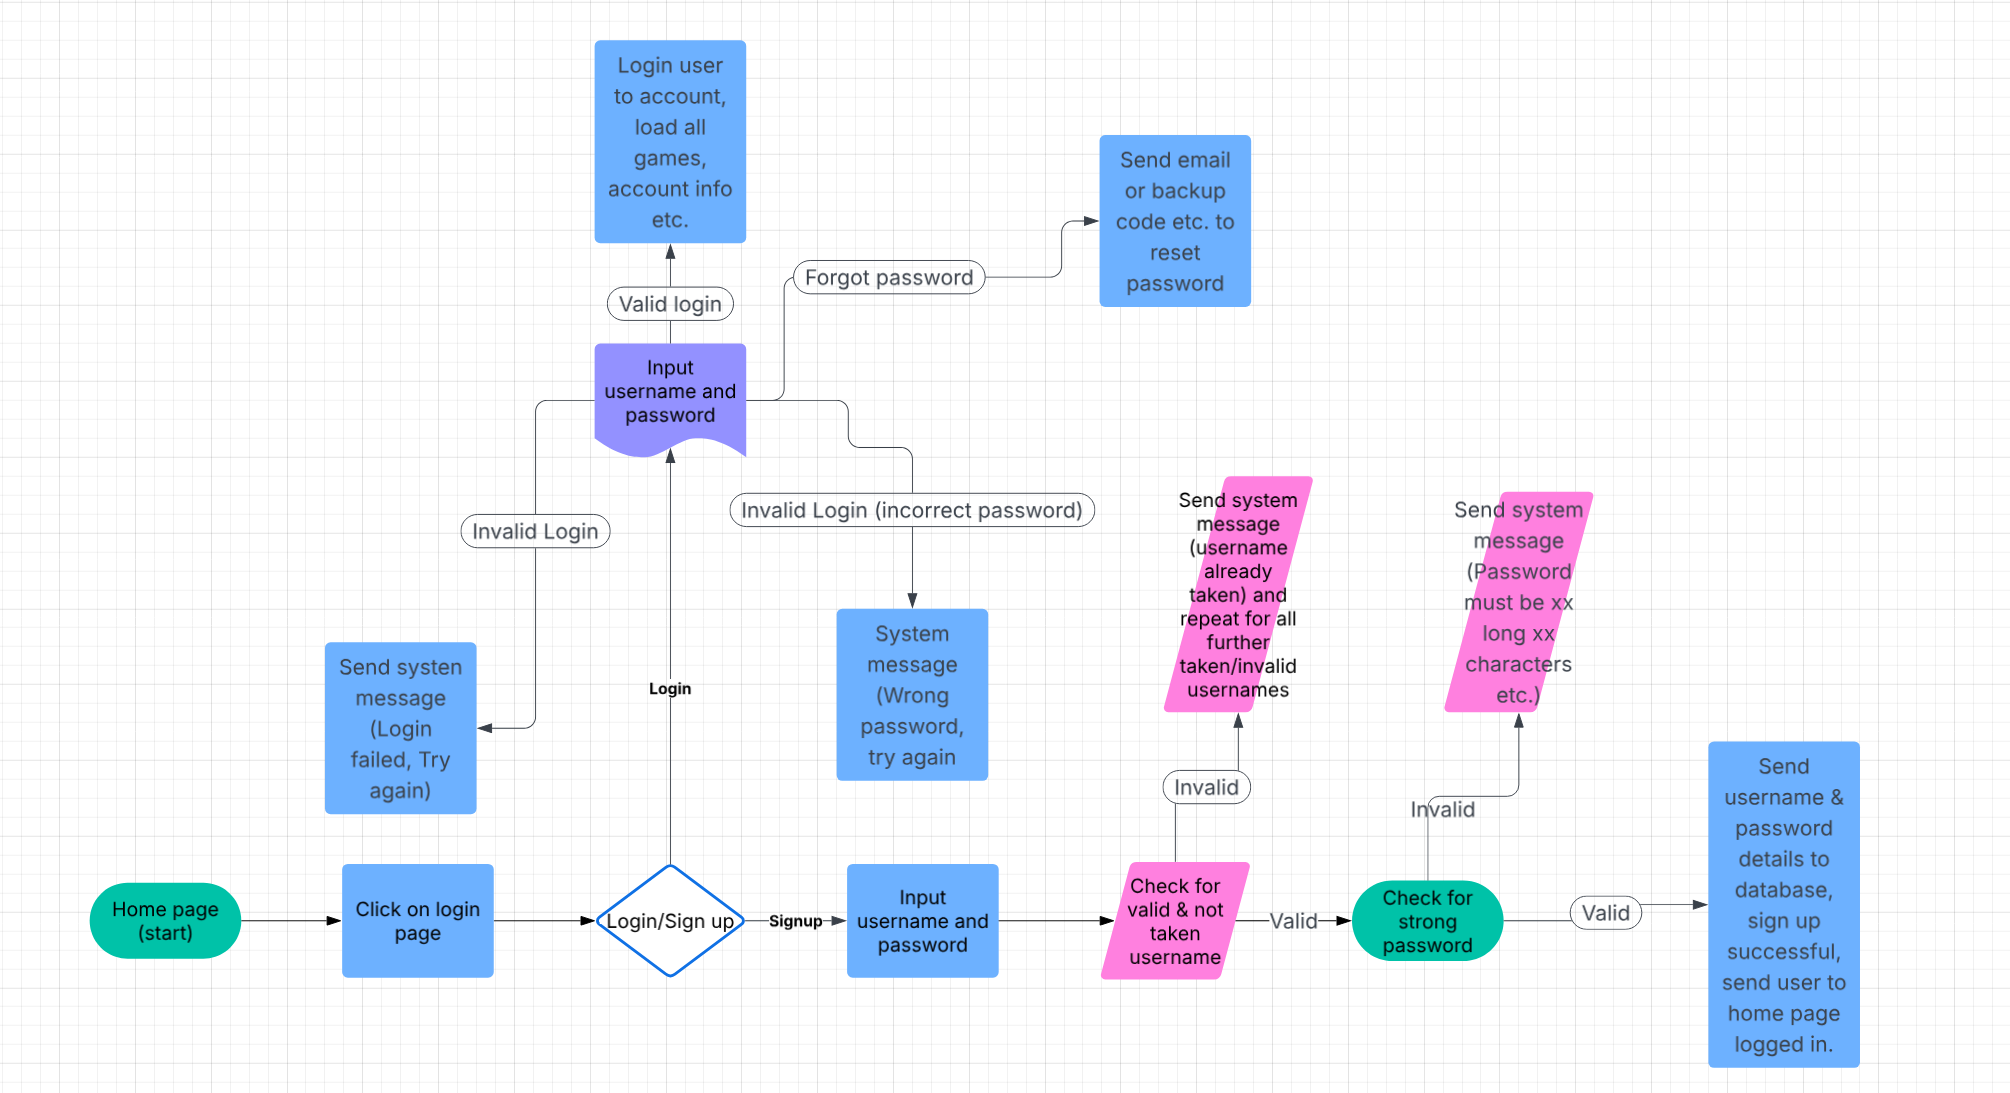 Login user
to account,
load all
games,
account info
etc.
Send email
or backup
code etc. to
reset
password
Forgot password
Valid login
Input
username and
password
Invalid Login (incorrect password)
Invalid Login
Send system
message
(username
already
taken) and
repeat for all
further
taken/invalid
usernames
Send system
message
(Password
must be xx
long xx
characters
etc.)
System
message
(Wrong
password,
try again
Send systen
message
(Login
failed, Try
again)
Login
Invalid
Invalid
Home page
(start)
Click on login
page
Login/Sign up
Signup
Input
username and
password
Check for
valid & not
taken
username
Valid
Check for
strong
password
Valid
Send
username &
password
details to
database,
sign up
successful,
send user to
home page
logged in.